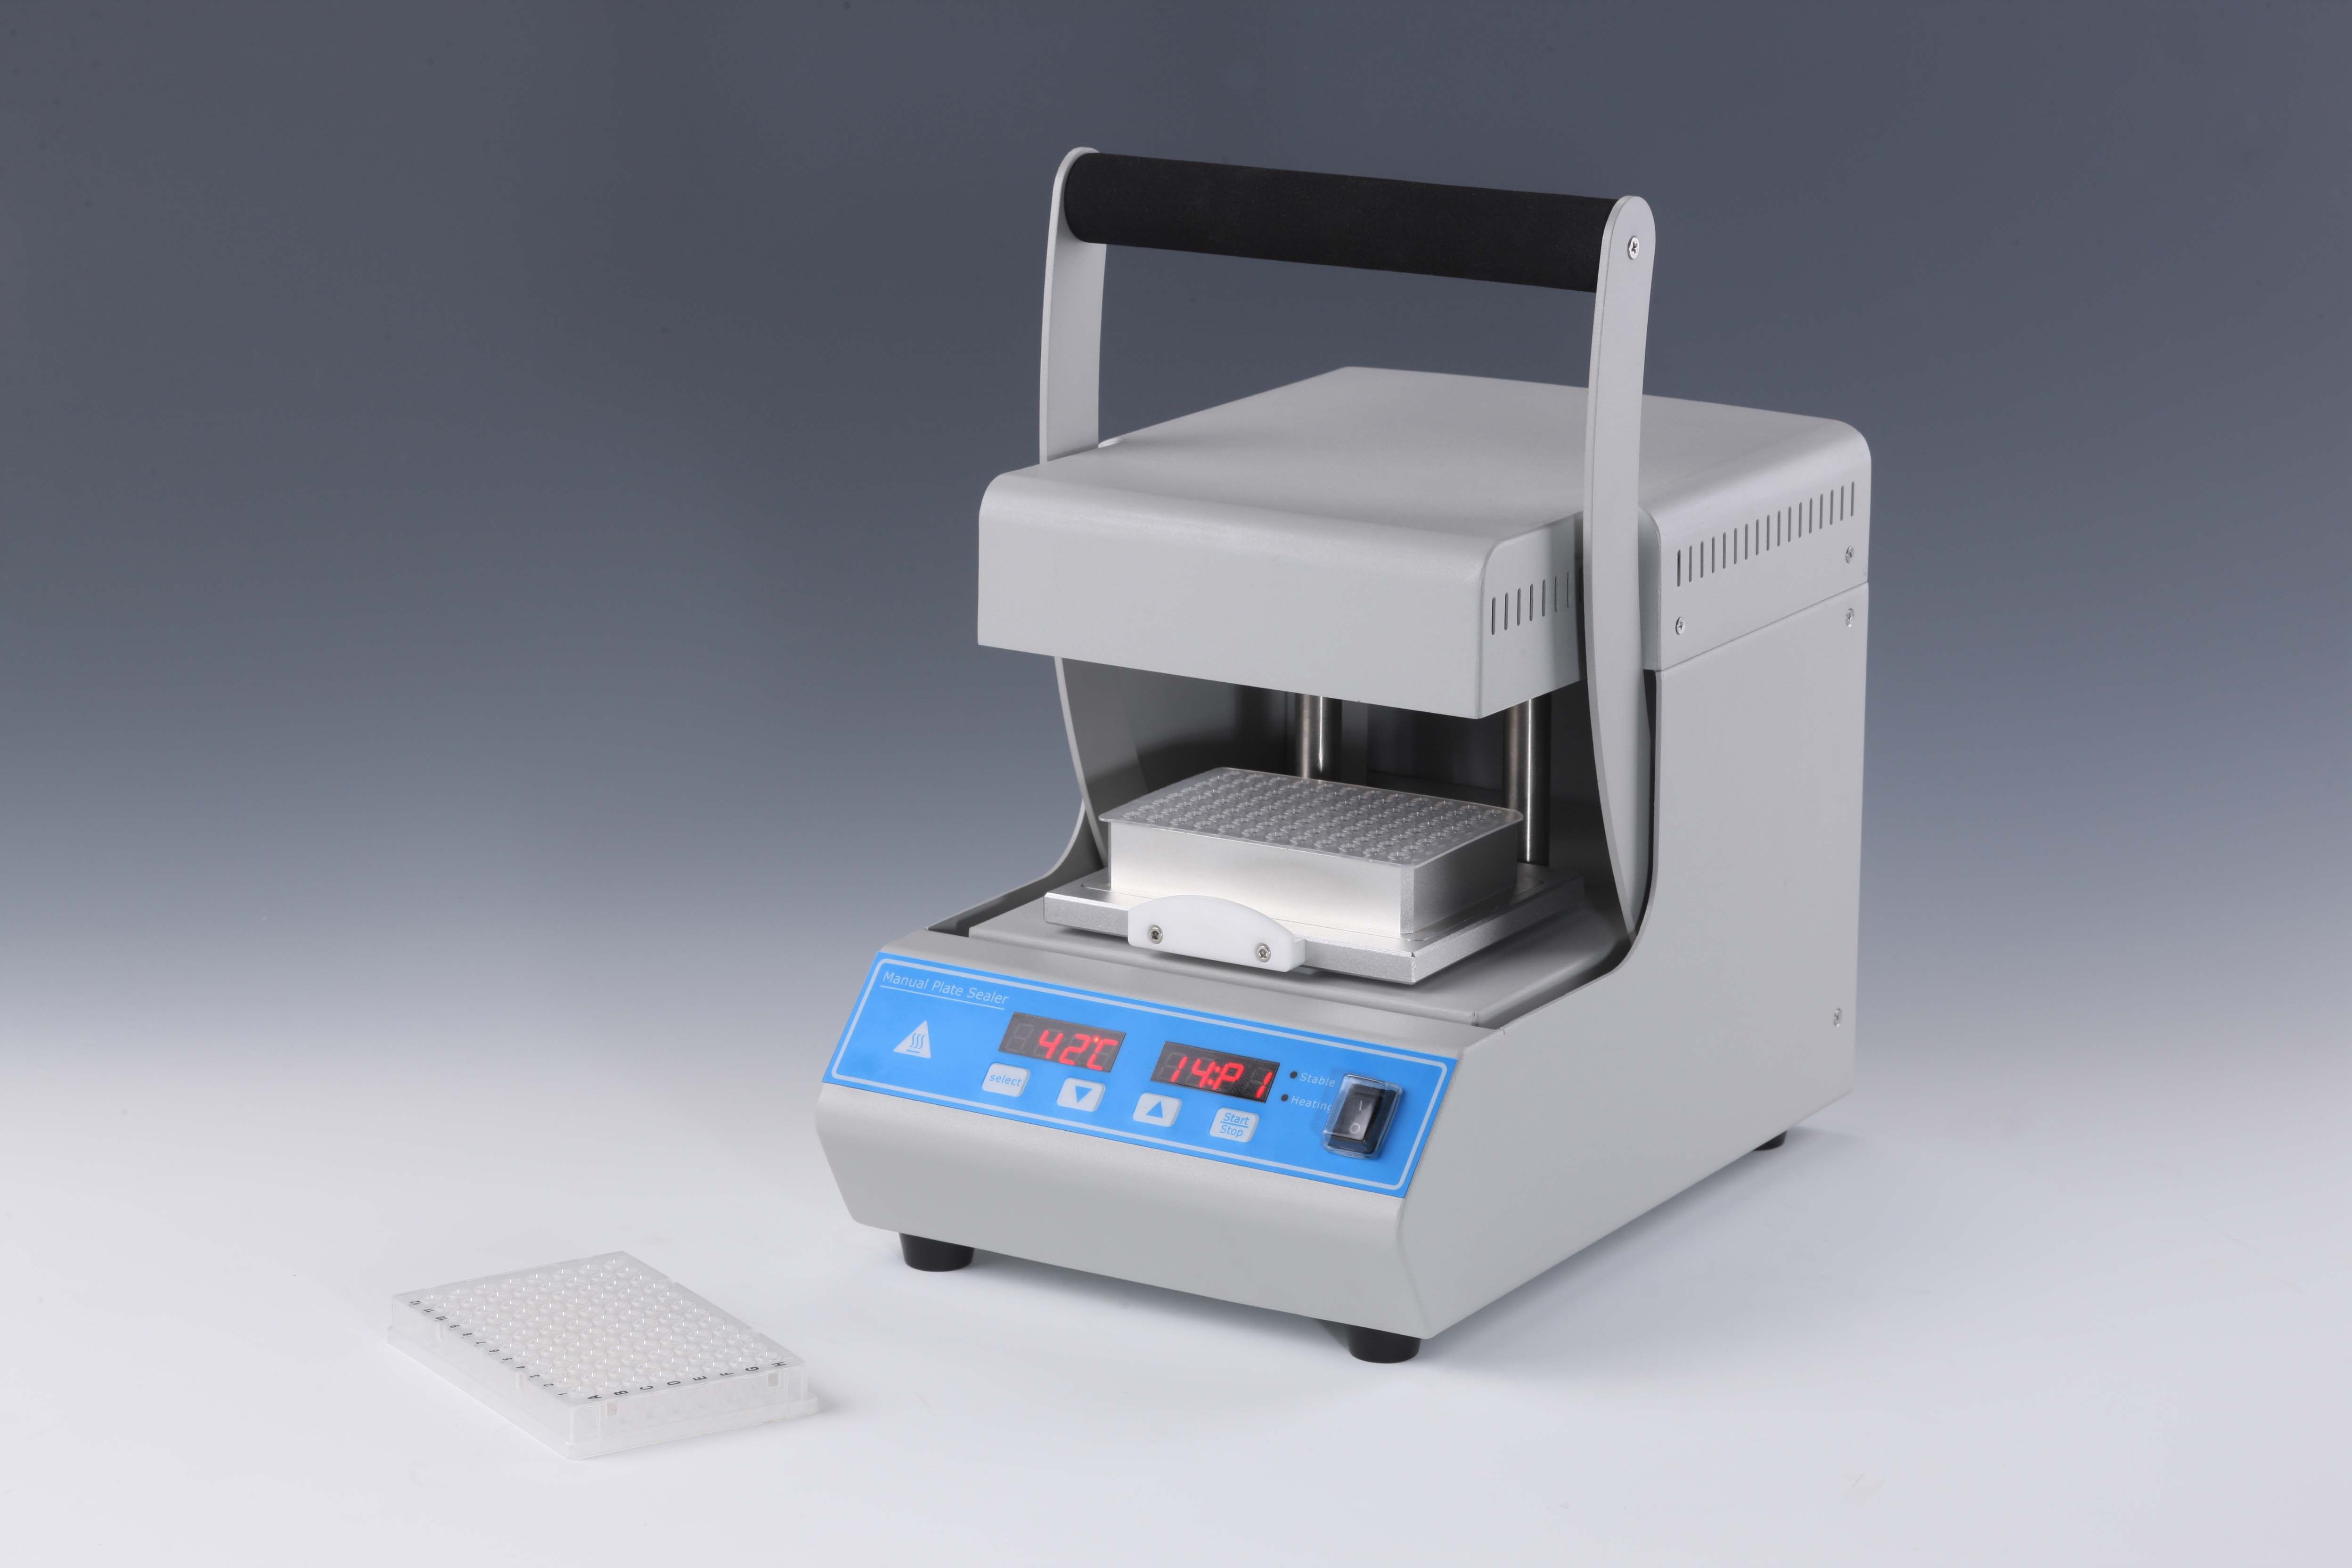 Manual Plate Sealer
42°C
14:P1
Stable
Heating
select
Start
Stop
I
O
A
B
C
D
E
F
G
H